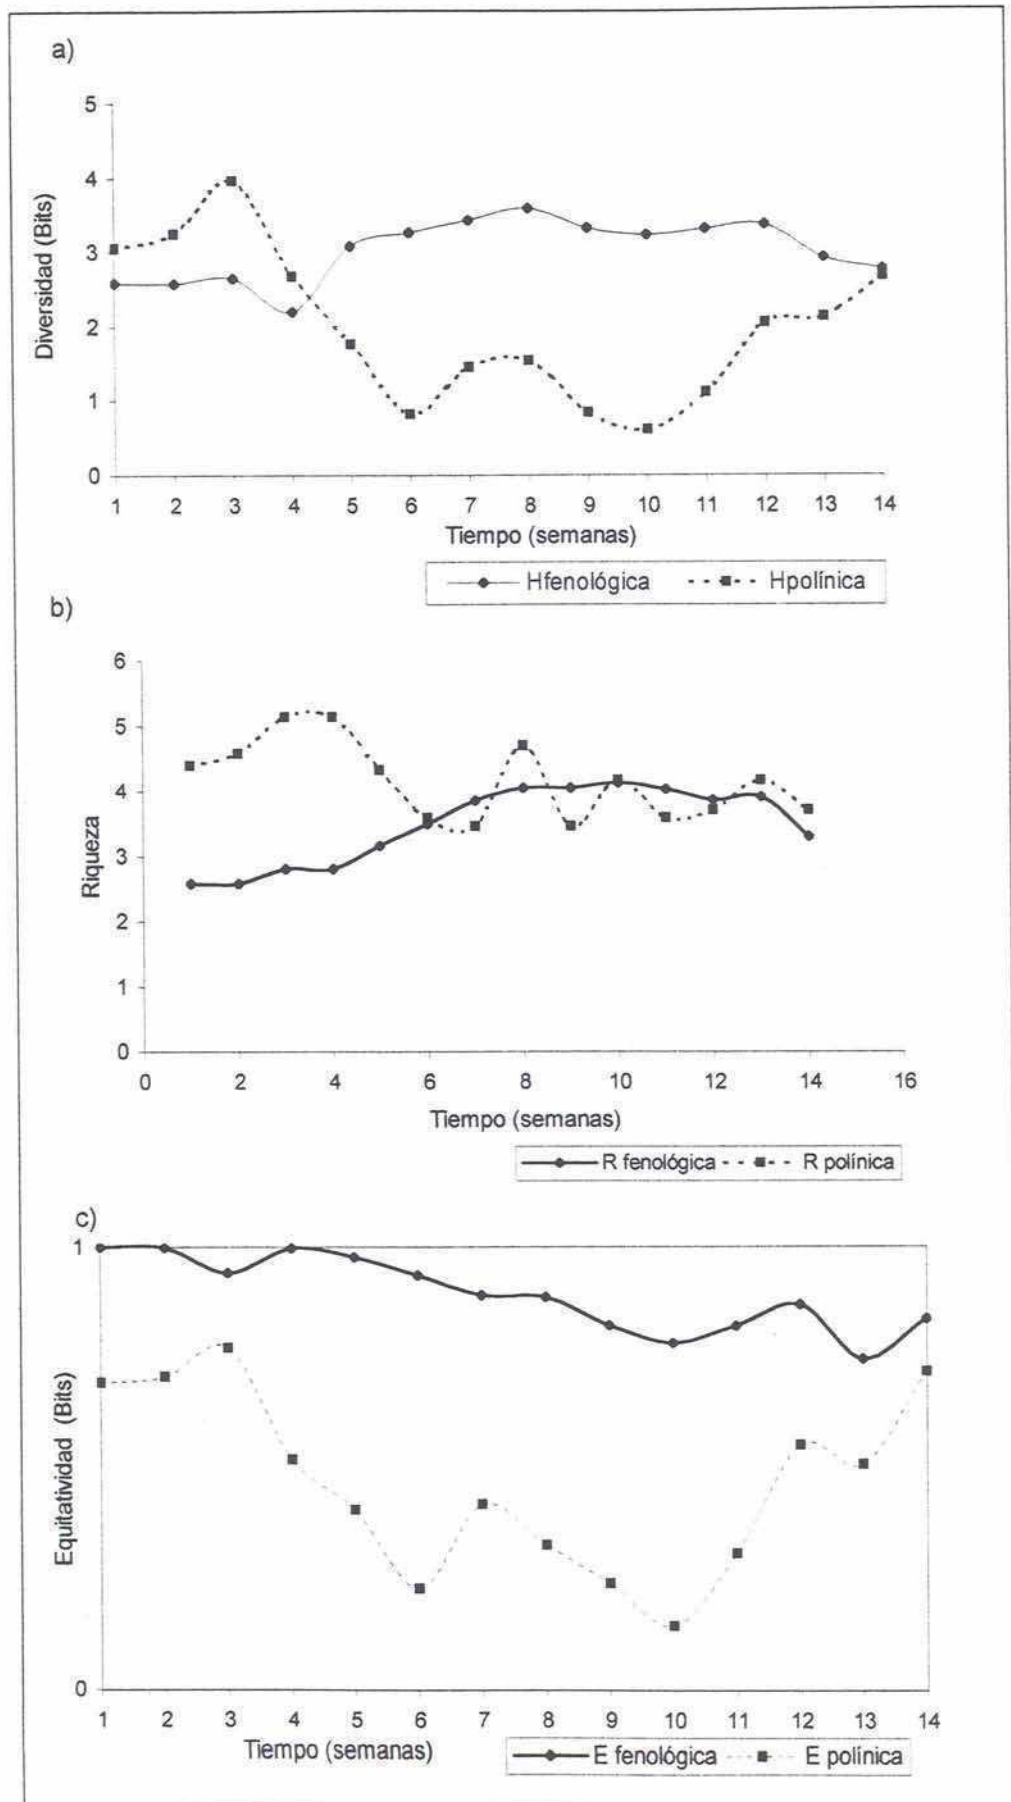 a)
5
4
3
2
1
0
Diversidad (Bits)
1 2 3 4 5 6 7 8 9 10 11 12 13 14
Tiempo (semanas)
Hfenológica Hpolínica
b)
6
5
4
3
2
1
0
Riqueza
0 2 4 6 8 10 12 14 16
Tiempo (semanas)
R fenológica R polínica
c)
1
0
Equitatividad (Bits)
1 2 3 4 5 6 7 8 9 10 11 12 13 14
Tiempo (semanas)
E fenológica E polínica